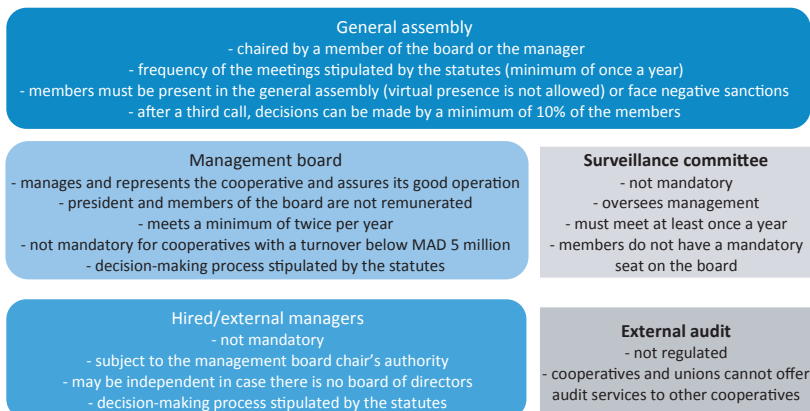 General assembly
- chaired by a member of the board or the manager
- frequency of the meetings stipulated by the statutes (minimum of once a year)
- members must be present in the general assembly (virtual presence is not allowed) or face negative sanctions
- after a third call, decisions can be made by a minimum of 10% of the members
Management board
- manages and represents the cooperative and assures its good operation
- president and members of the board are not remunerated
- meets a minimum of twice per year
- not mandatory for cooperatives with a turnover below MAD 5 million
- decision-making process stipulated by the statutes
Surveillance committee
- not mandatory
- oversees management
- must meet at least once a year
- members do not have a mandatory
seat on the board
Hired/external managers
- not mandatory
- subject to the management board chair's authority
- may be independent in case there is no board of directors
- decision-making process stipulated by the statutes
External audit
- not regulated
- cooperatives and unions cannot offer
audit services to other cooperatives